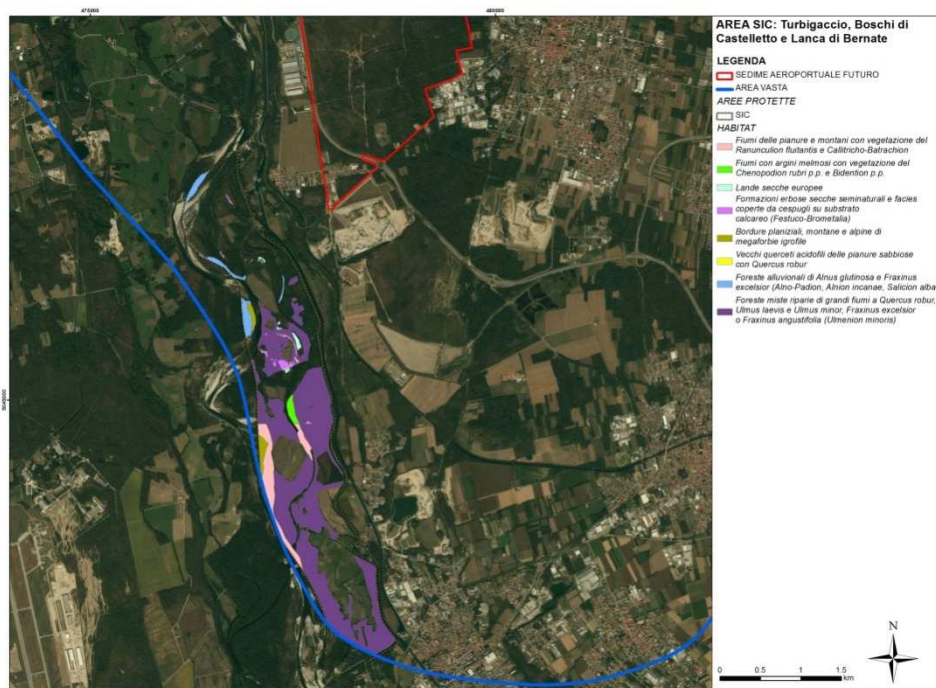 475000
480000
5045000
AREA SIC: Turbigaccio, Boschi di
Castelletto e Lanca di Bernate
LEGENDA
SEDIME AEROPORTUALE FUTURO
AREA VASTA
AREE PROTETTE
SIC
HABITAT
Fiumi delle pianure e montani con vegetazione del
Ranunculion fluitantis e Callitricho-Batrachion
Fiumi con argini melmosi con vegetazione del
Chenopodion rubri p.p. e Bidention p.p.
Lande secche europee
Formazioni erbose secche seminaturali e facies
coperte da cespugli su substrato
calcareo (Festuco-Brometalia)
Bordure planiziali, montane e alpine di
megaforbie igrofile
Vecchi querceti acidofili delle pianure sabbiose
con Quercus robur
Foreste alluvionali di Alnus glutinosa e Fraxinus
excelsior (Alno-Padion, Alnion incanae, Salicion alba
Foreste miste riparie di grandi fiumi a Quercus robur,
Ulmus laevis e Ulmus minor, Fraxinus excelsior
o Fraxinus angustifolia (Ulmenion minoris)
N
0 0.5 1 1.5
km